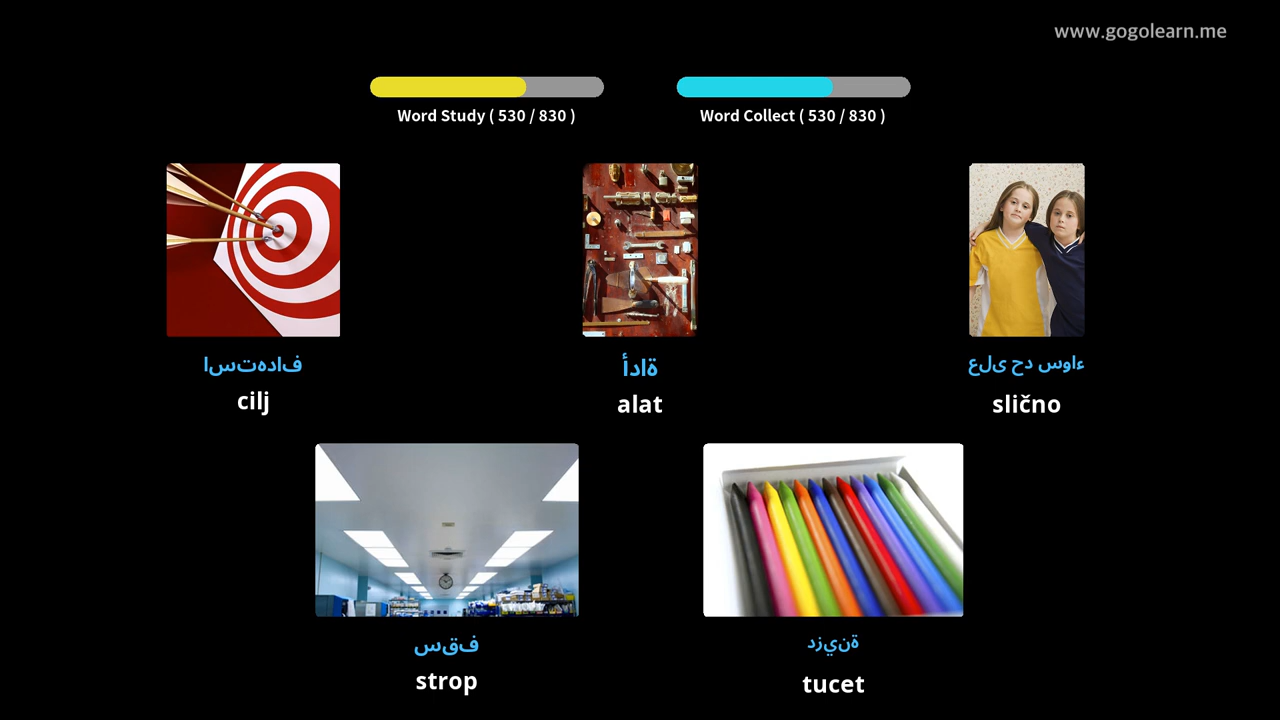 www.gogolearn.me
Word Study ( 530 / 830 )
Word Collect ( 530 / 830 )
فادهتسا
cilj
ةادأ
alat
ءاوس دح ىلع
slično
فقس
strop
ةنيزد
tucet